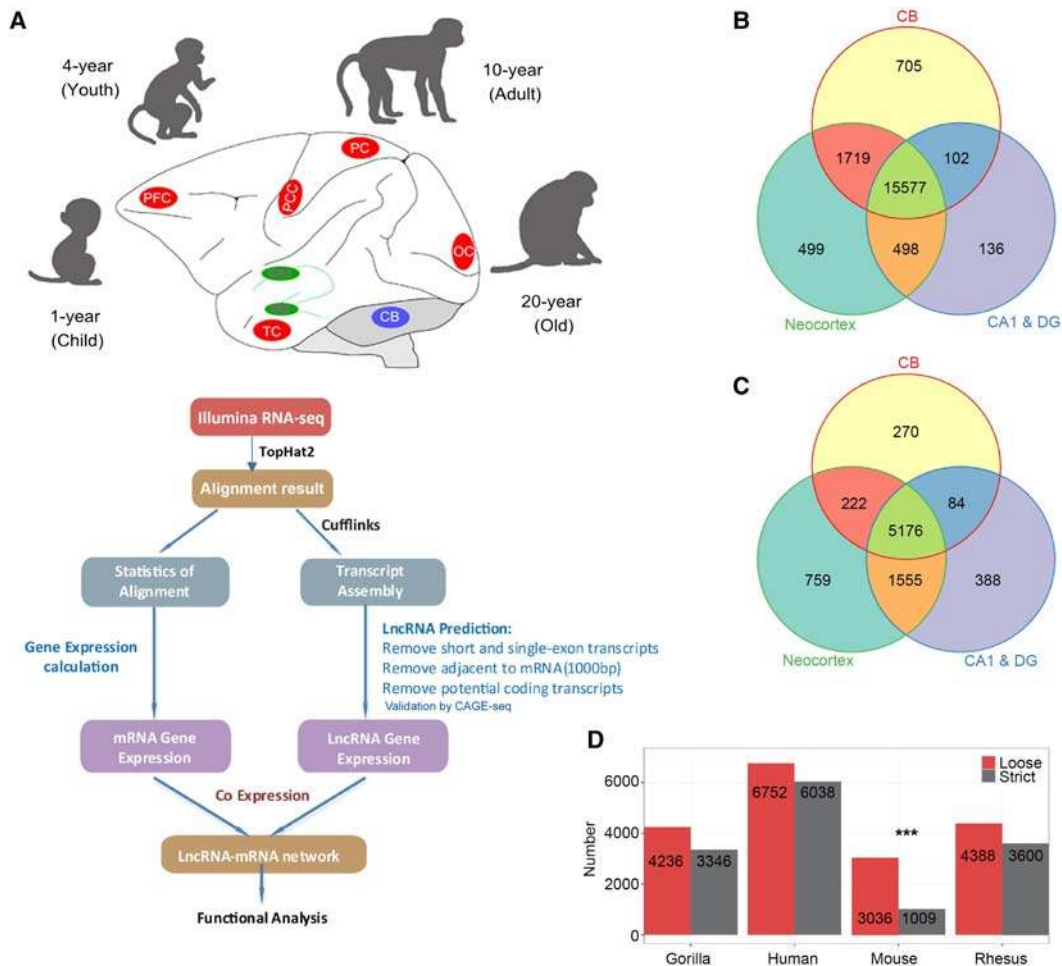 A
4-year
(Youth)
10-year
(Adult)
PC
PFC
PCC
OC
1-year
(Child)
TC
CB
20-year
(Old)
Illumina RNA-seq
TopHat2
Alignment result
Cufflinks
Statistics of
Alignment
Transcript
Assembly
Gene Expression
calculation
LncRNA Prediction:
Remove short and single-exon transcripts
Remove adjacent to mRNA(1000bp)
Remove potential coding transcripts
Validation by CAGE-seq
mRNA Gene
Expression
LncRNA Gene
Expression
Co Expression
LncRNA-mRNA network
Functional Analysis
B
CB
705
1719
102
15577
499
498
136
Neocortex
CA1 & DG
C
CB
270
222
84
5176
759
1555
388
Neocortex
CA1 & DG
D
Loose
Strict
Number
6000
4000
2000
0
4236
3346
6752
6038
***
3036
1009
4388
3600
Gorilla
Human
Mouse
Rhesus